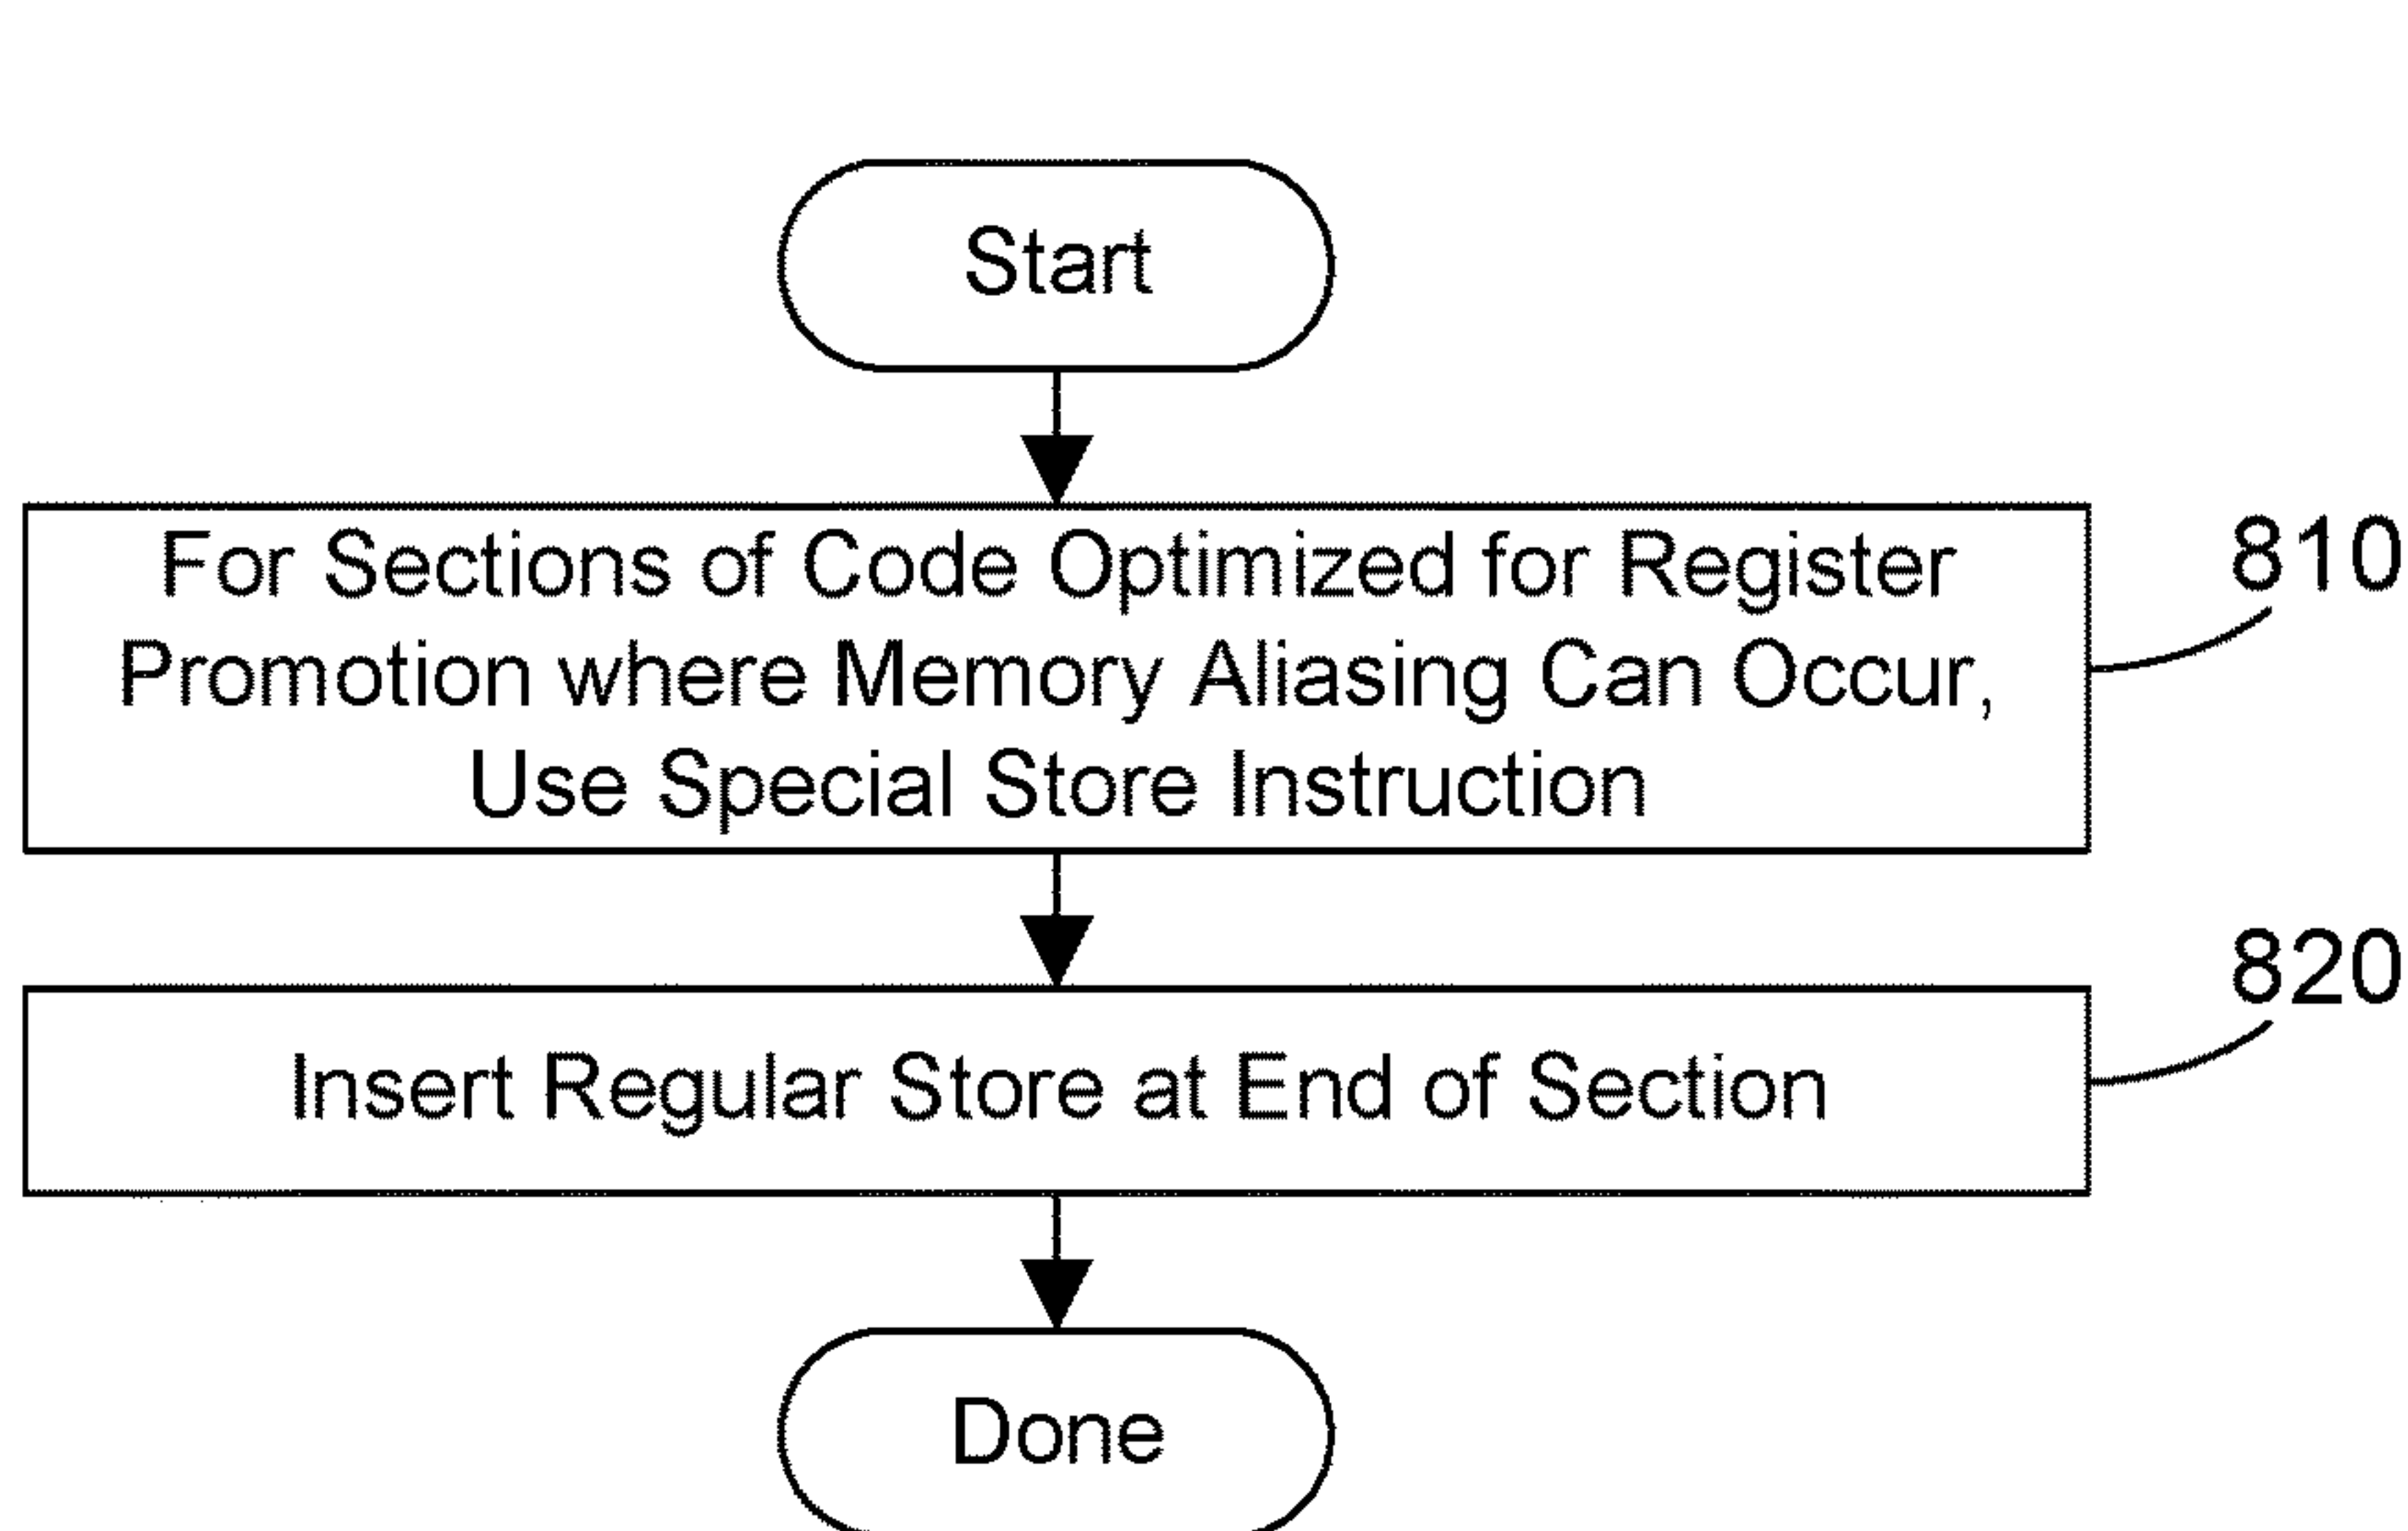 Start
For Sections of Code Optimized for Register
Promotion where Memory Aliasing Can Occur,
Use Special Store Instruction
810
820
Insert Regular Store at End of Section
Done